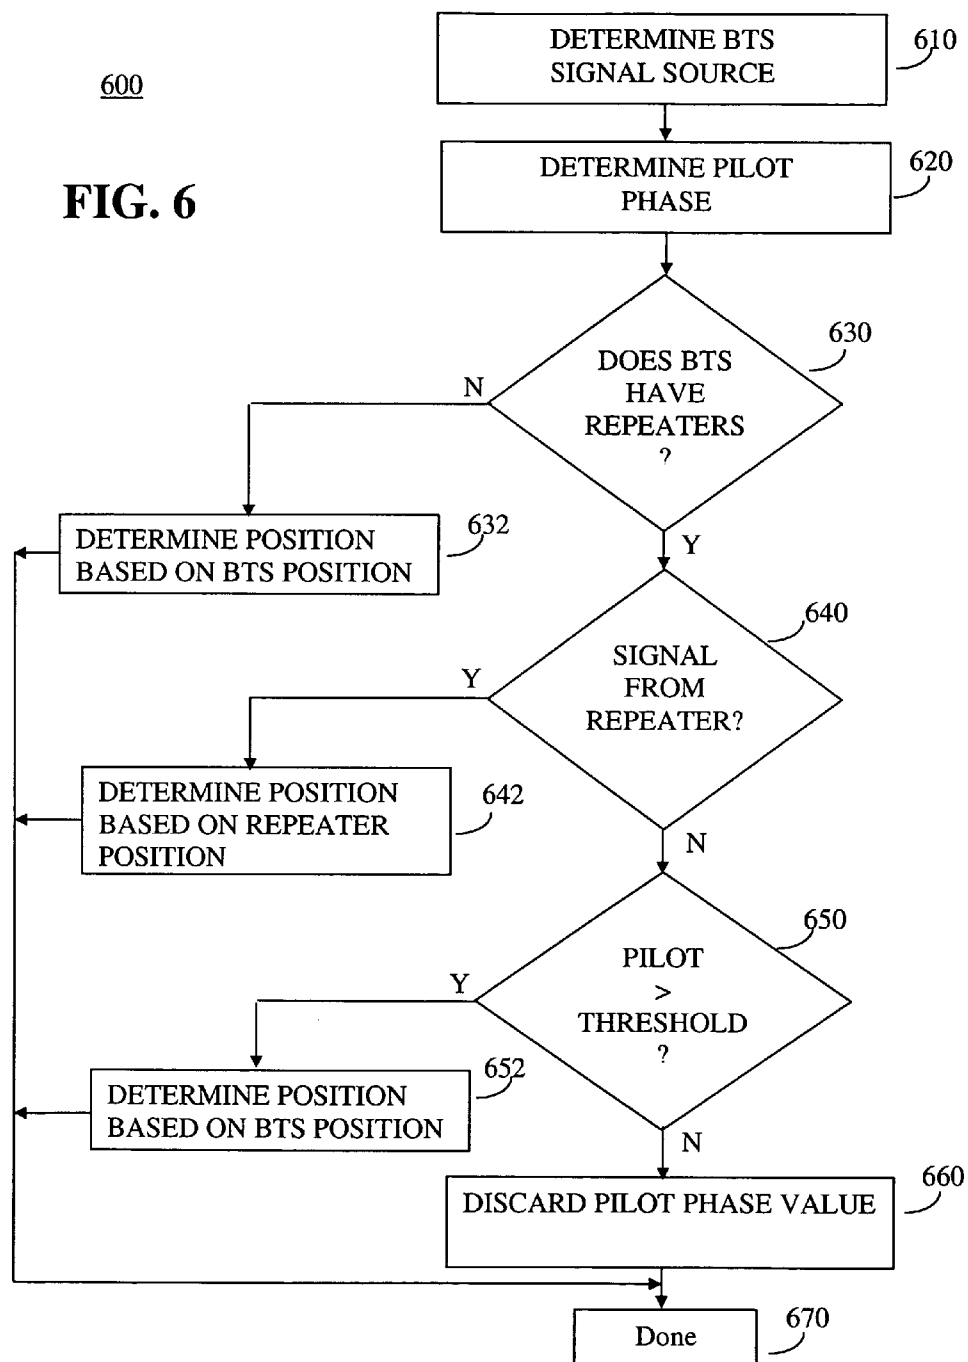 DETERMINE BTS
SIGNAL SOURCE
610
600
DETERMINE PILOT
PHASE
620
FIG. 6
630
DOES BTS
HAVE
REPEATERS
?
N
632
DETERMINE POSITION
BASED ON BTS POSITION
Y
640
SIGNAL
FROM
REPEATER?
Y
DETERMINE POSITION
BASED ON REPEATER
POSITION
642
N
650
PILOT
>
THRESHOLD
?
Y
652
DETERMINE POSITION
BASED ON BTS POSITION
N
660
DISCARD PILOT PHASE VALUE
670
Done